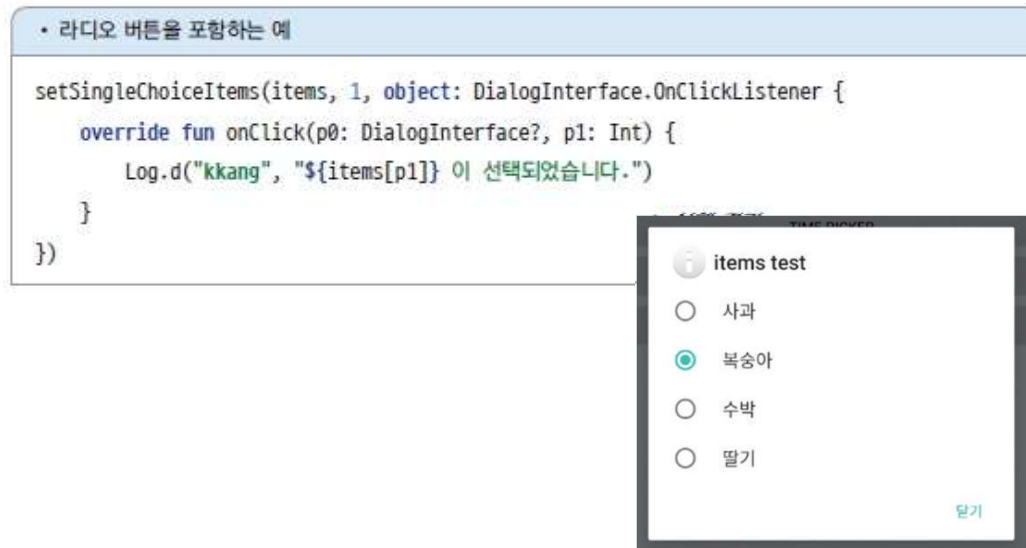 • 라디오 버튼을 포함하는 예
setSingleChoiceItems(items, 1, object: DialogInterface.OnClickListener {
override fun onClick(p0: DialogInterface?, p1: Int) {
Log.d("kkang", "${items[p1]} 이 선택되었습니다.")
}
})
TIME PICKER
items test
사과
복숭아
수박
딸기
닫기